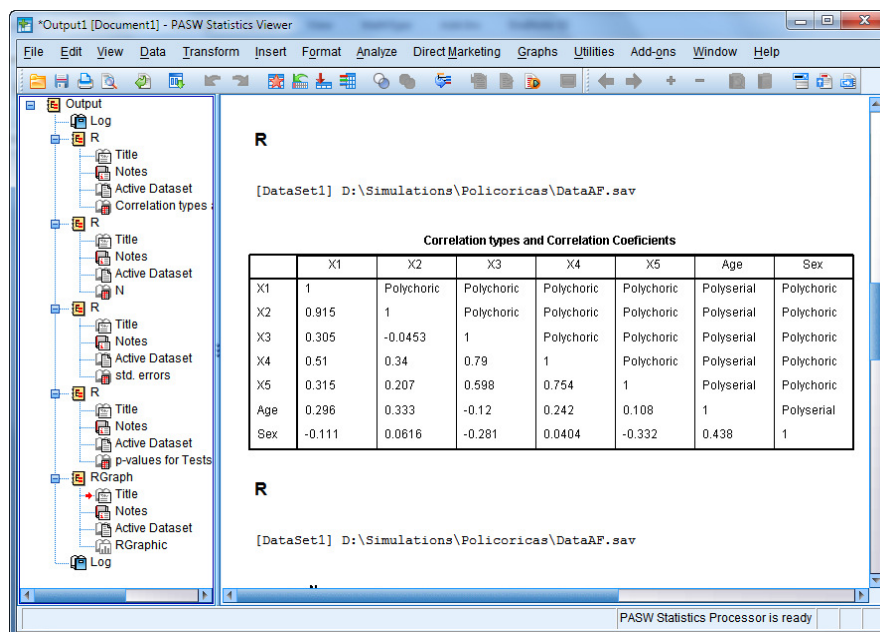 *Output1 [Document1] - PASW Statistics Viewer
File Edit View Data Transform Insert Format Analyze Direct Marketing Graphs Utilities Add-ons Window Help
Output
Log
R
Title
Notes
Active Dataset
Correlation types
R
Title
Notes
Active Dataset
N
R
Title
Notes
Active Dataset
std. errors
R
Title
Notes
Active Dataset
p-values for Tests
RGraph
Title
Notes
Active Dataset
RGraphic
Log
R
[DataSet1] D:\Simulations\Policoricas\DataAF.sav
Correlation types and Correlation Coeficients
X1 X2 X3 X4 X5 Age Sex
X1 1 Polychoric Polychoric Polychoric Polychoric Polyserial Polychoric
X2 0.915 1 Polychoric Polychoric Polychoric Polyserial Polychoric
X3 0.305 -0.0453 1 Polychoric Polychoric Polyserial Polychoric
X4 0.51 0.34 0.79 1 Polychoric Polyserial Polychoric
X5 0.315 0.207 0.598 0.754 1 Polyserial Polychoric
Age 0.296 0.333 -0.12 0.242 0.108 1 Polyserial
Sex -0.111 0.0616 -0.281 0.0404 -0.332 0.438 1
R
[DataSet1] D:\Simulations\Policoricas\DataAF.sav
PASW Statistics Processor is ready